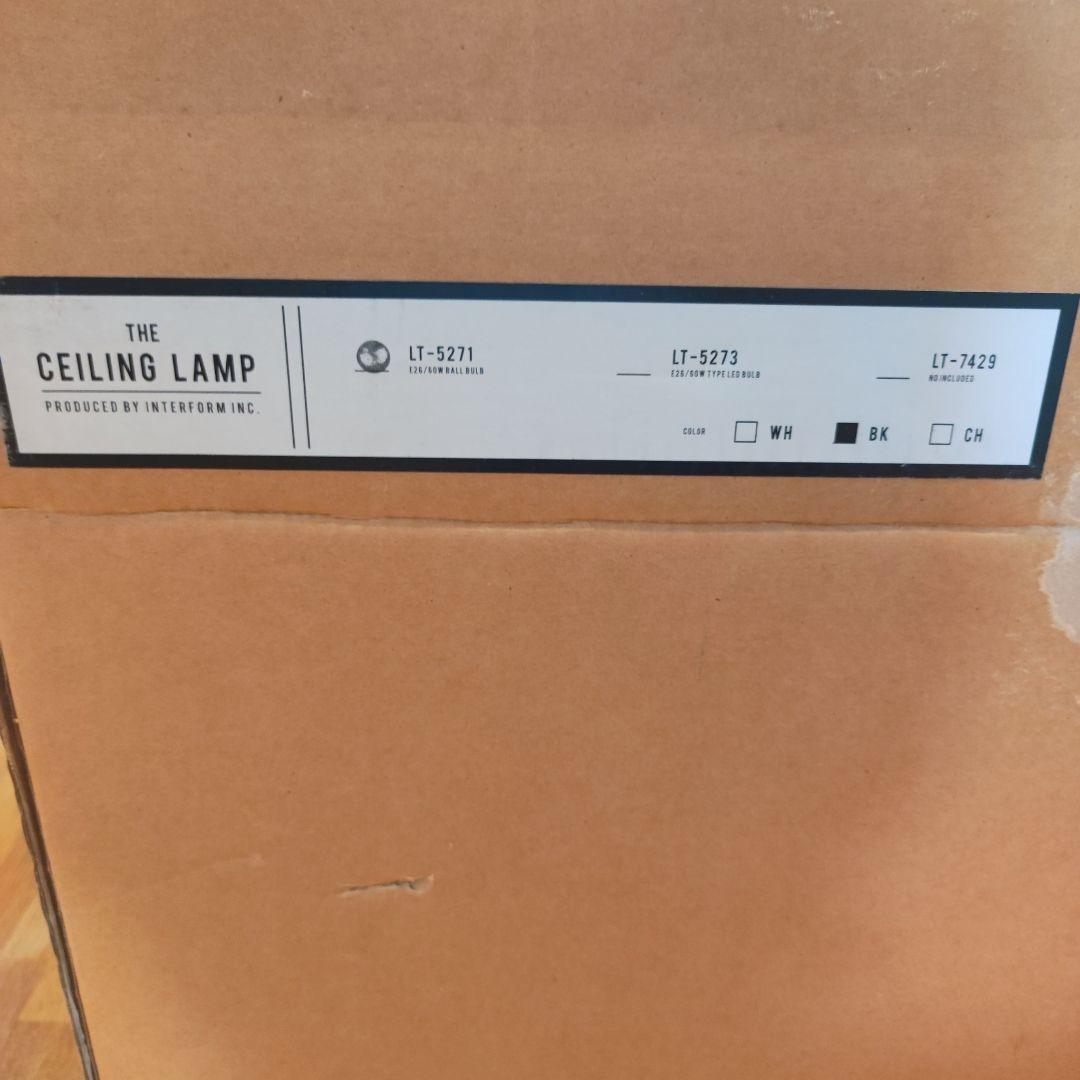 THE
CEILING LAMP
PRODUCED BY INTERFORM INC.
LT-5271
E26/60W BALL BULB
LT-5273
E26/60W TYPE LED BULB
LT-7429
NO INCLUDED
COLOR WH BK CH